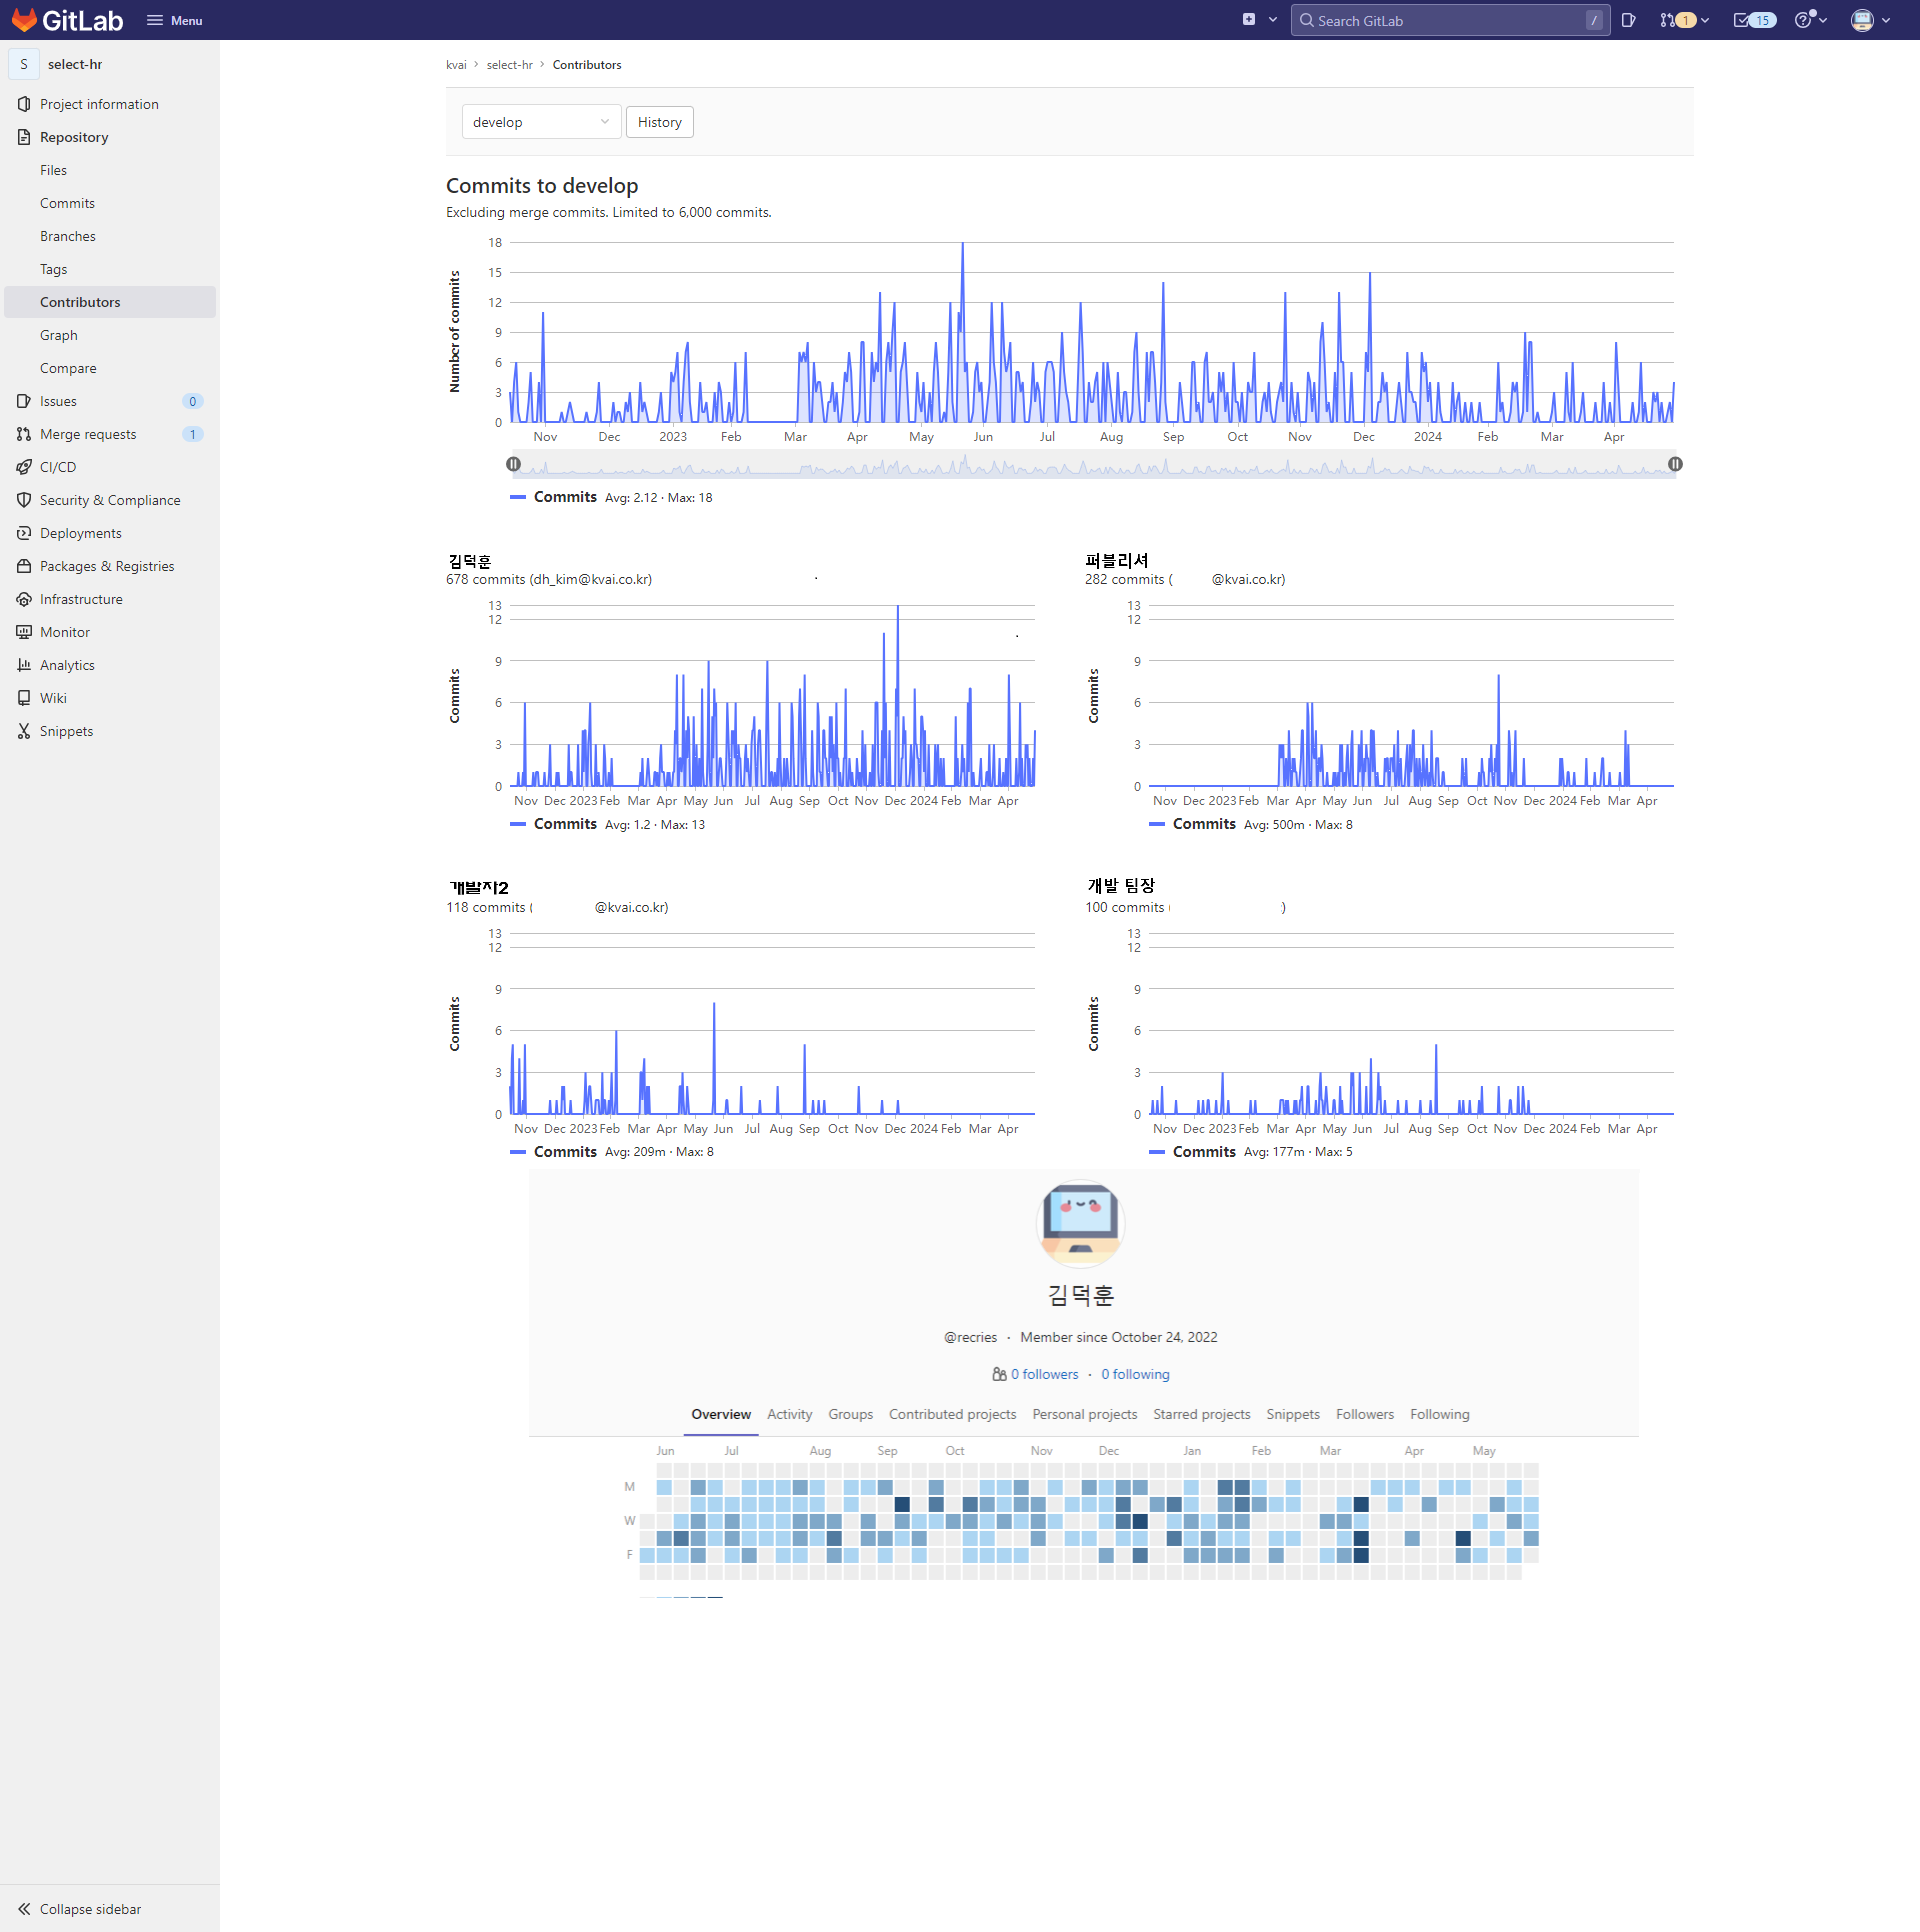 GitLab
Menu
Search GitLab
/
1
15
S
select-hr
Project information
Repository
Files
Commits
Branches
Tags
Contributors
Graph
Compare
Issues
0
Merge requests
1
CI/CD
Security & Compliance
Deployments
Packages & Registries
Infrastructure
Monitor
Analytics
Wiki
Snippets
Collapse sidebar
kvai
select-hr
Contributors
develop
History
Commits to develop
Excluding merge commits. Limited to 6,000 commits.
Number of commits
18
15
12
9
6
3
0
Nov Dec 2023 Feb Mar Apr May Jun Jul Aug Sep Oct Nov Dec 2024 Feb Mar Apr
Commits Avg: 2.12 · Max: 18
김덕훈
678 commits (dh_kim@kvai.co.kr)
Commits
13
12
9
6
3
0
Nov Dec 2023 Feb Mar Apr May Jun Jul Aug Sep Oct Nov Dec 2024 Feb Mar Apr
Commits Avg: 1.2 · Max: 13
퍼블리셔
282 commits ( @kvai.co.kr)
Commits
13
12
9
6
3
0
Nov Dec 2023 Feb Mar Apr May Jun Jul Aug Sep Oct Nov Dec 2024 Feb Mar Apr
Commits Avg: 500m · Max: 8
개발자2
118 commits ( @kvai.co.kr)
Commits
13
12
9
6
3
0
Nov Dec 2023 Feb Mar Apr May Jun Jul Aug Sep Oct Nov Dec 2024 Feb Mar Apr
Commits Avg: 209m · Max: 8
개발 팀장
100 commits ( )
Commits
13
12
9
6
3
0
Nov Dec 2023 Feb Mar Apr May Jun Jul Aug Sep Oct Nov Dec 2024 Feb Mar Apr
Commits Avg: 177m · Max: 5
김덕훈
@recries · Member since October 24, 2022
0 followers · 0 following
Overview Activity Groups Contributed projects Personal projects Starred projects Snippets Followers Following
Jun Jul Aug Sep Oct Nov Dec Jan Feb Mar Apr May
M
W
F